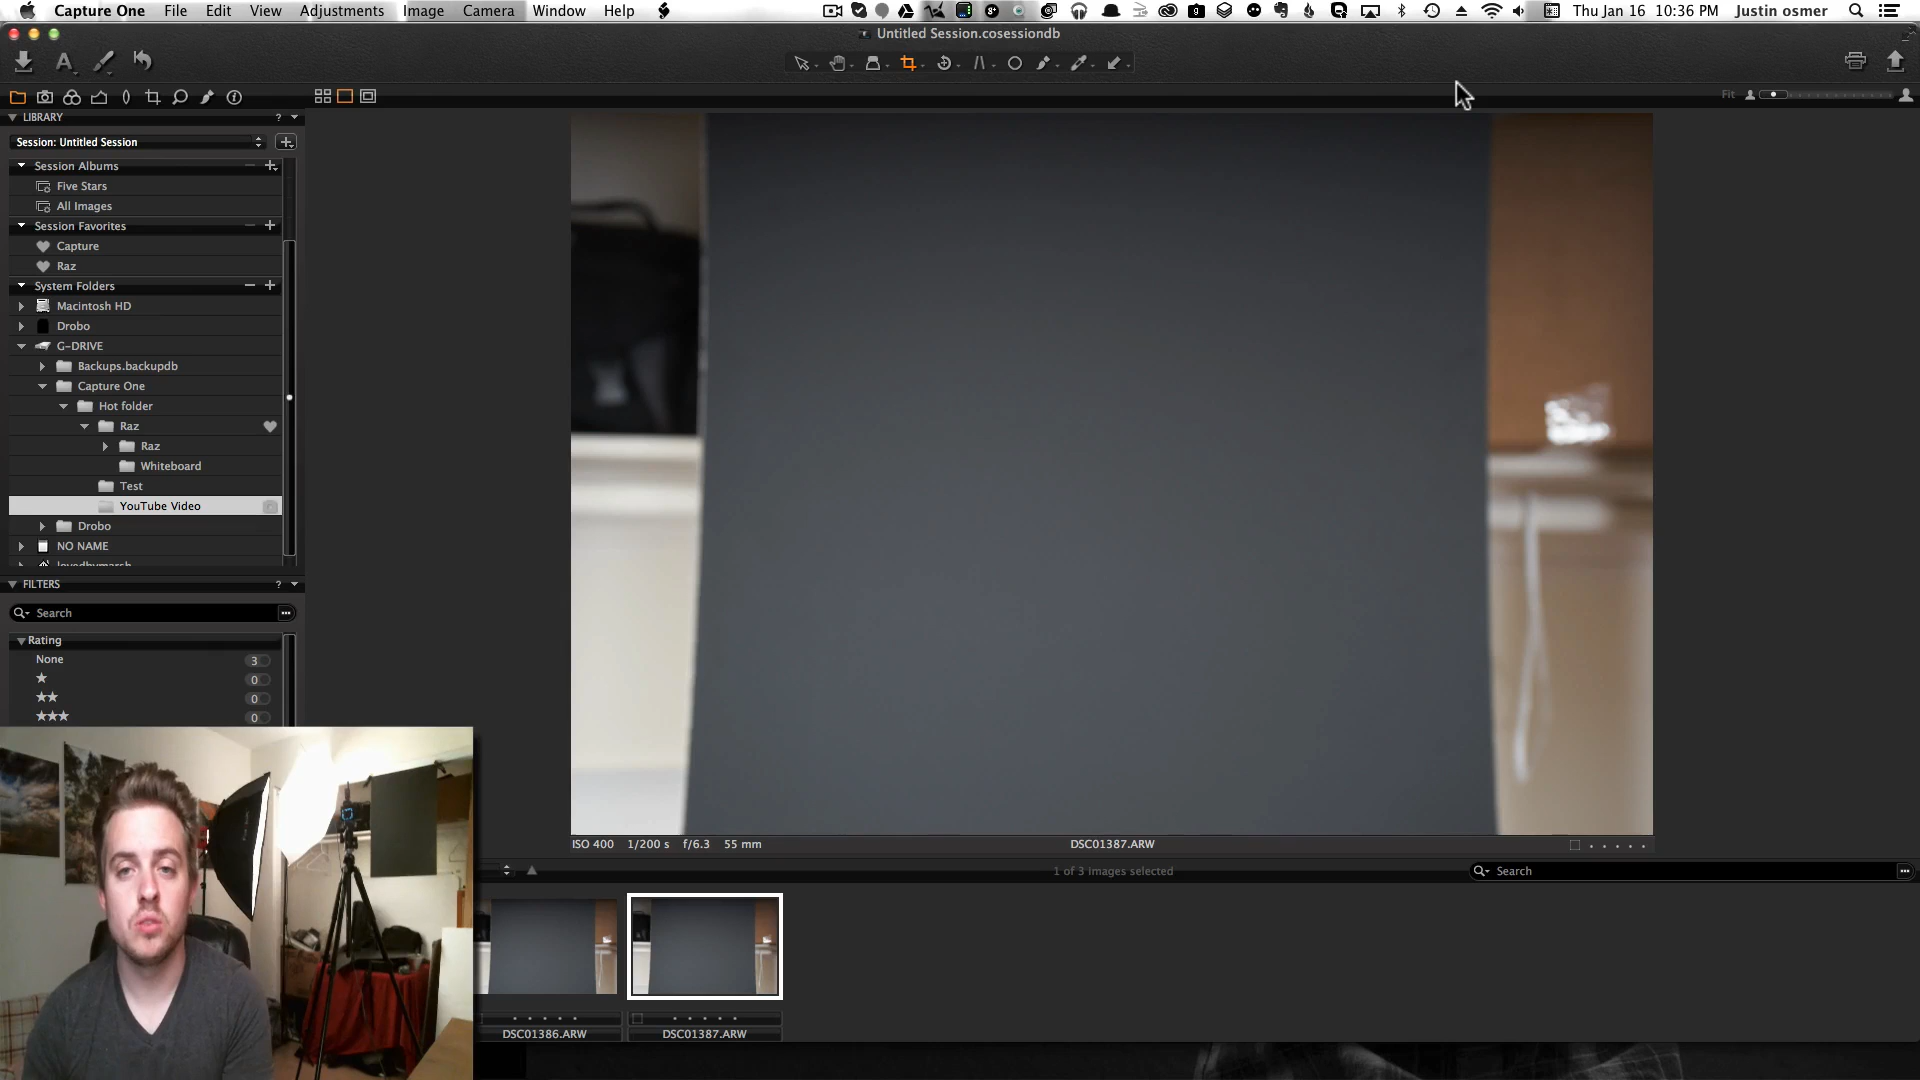 Capture One File Edit View Adjustments Image Camera Window Help Thu Jan 16 10:36 PM Justin osmer
Untitled Session.cosessiondb
Fit
LIBRARY ?
Session: Untitled Session
Session Albums
Five Stars
All Images
Session Favorites
Capture
Raz
System Folders
Macintosh HD
Drobo
G-DRIVE
Backups.backupdb
Capture One
Hot folder
Raz
Raz
Whiteboard
Test
YouTube Video
Drobo
NO NAME
FILTERS ?
Search
Rating
None 3
★ 0
★★ 0
★★★ 0
ISO 400 1/200 s f/6.3 55 mm DSC01387.ARW
1 of 3 images selected Search
DSC01386.ARW DSC01387.ARW